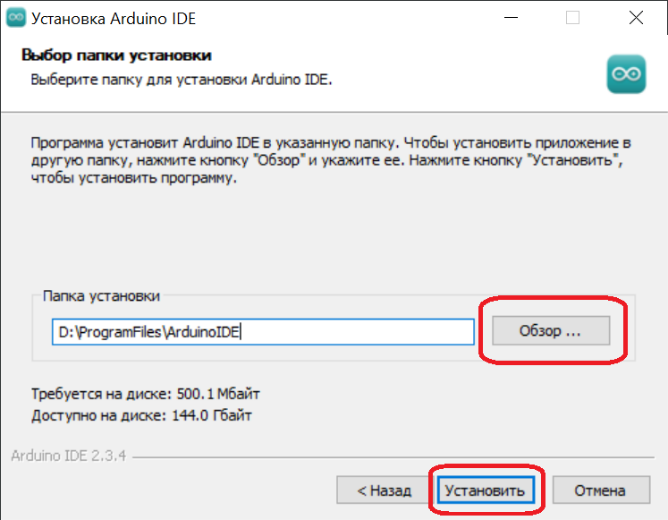 Установка Arduino IDE
Выбор папки установки
Выберите папку для установки Arduino IDE.
Программа установит Arduino IDE в указанную папку. Чтобы установить приложение в
другую папку, нажмите кнопку "Обзор" и укажите ее. Нажмите кнопку "Установить",
чтобы установить программу.
Папка установки
D:\ProgramFiles\ArduinoIDE
Обзор ...
Требуется на диске: 500.1 Мбайт
Доступно на диске: 144.0 Гбайт
Arduino IDE 2.3.4
< Назад
Установить
Отмена